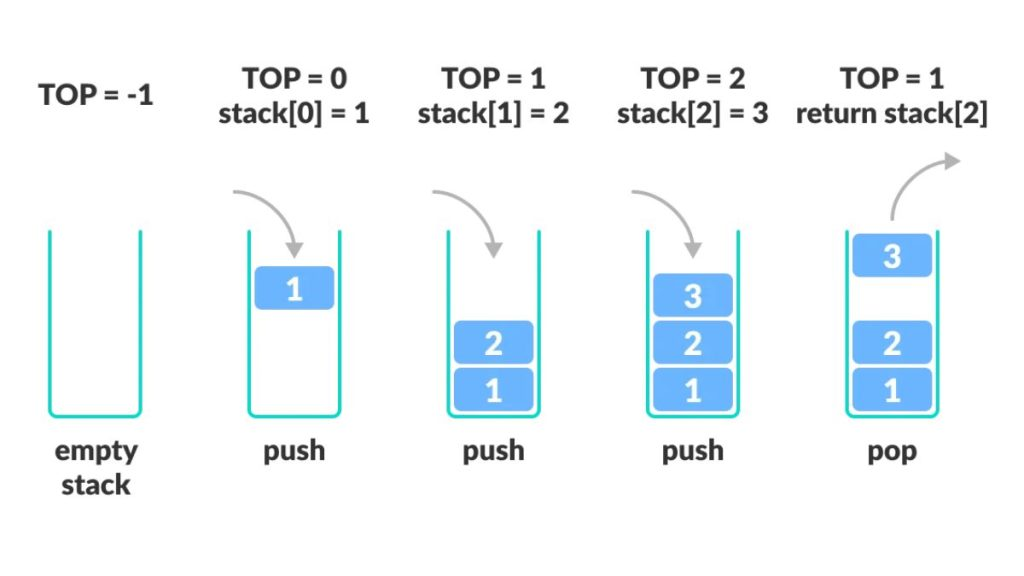 TOP = -1
TOP = 0
stack[0] = 1
TOP = 1
stack[1] = 2
TOP = 2
stack[2] = 3
TOP = 1
return stack[2]
1
2
1
3
2
1
3
2
1
empty
stack
push
push
push
pop